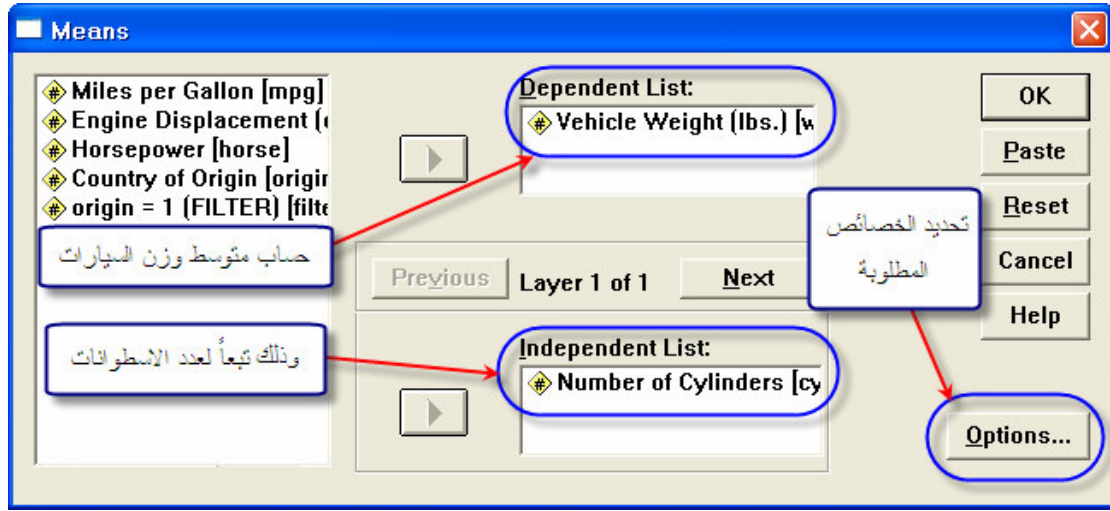 Means
Miles per Gallon [mpg]
Engine Displacement (
Horsepower [horse]
Country of Origin [origin
origin = 1 (FILTER) [filte
Dependent List:
Vehicle Weight (lbs.) [w
OK
Paste
Reset
Cancel
Help
تحديد الخصائص
المطلوبة
حساب متوسط وزن السيارات
Previous
Layer 1 of 1
Next
وذلك تبعاً لعدد الاسطوانات
Independent List:
Number of Cylinders [cy
Options...